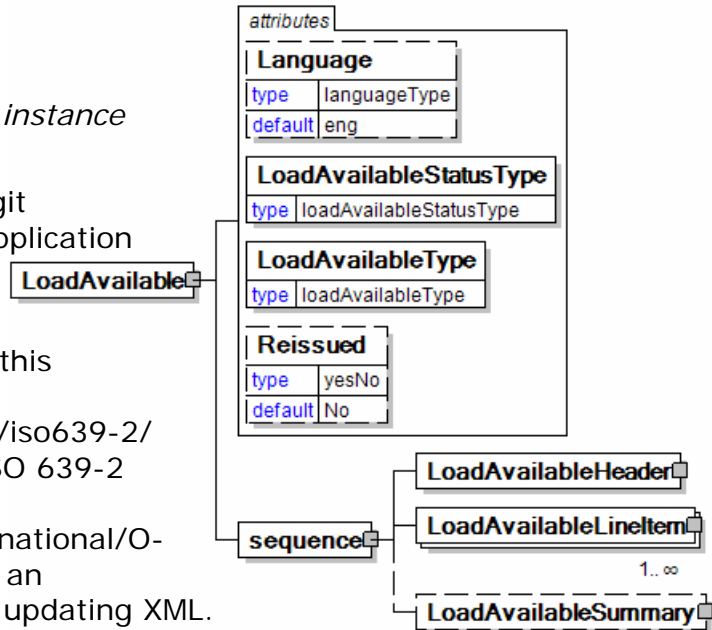 instance
git
pplication
this
/iso639-2/
SO 639-2
national/O-
an
updating XML.
LoadAvailable
attributes
Language
type languageType
default eng
LoadAvailableStatusType
type loadAvailableStatusType
LoadAvailableType
type loadAvailableType
Reissued
type yesNo
default No
sequence
LoadAvailableHeader
LoadAvailableLineItem
1..∞
LoadAvailableSummary